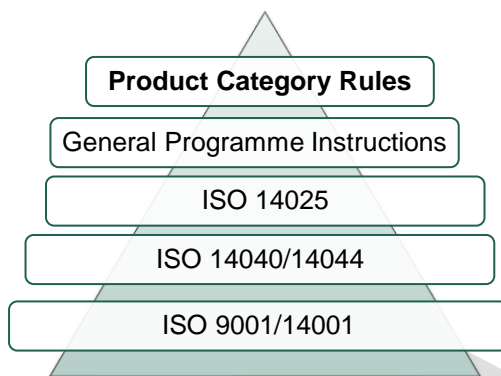 Product Category Rules
General Programme Instructions
ISO 14025
ISO 14040/14044
ISO 9001/14001